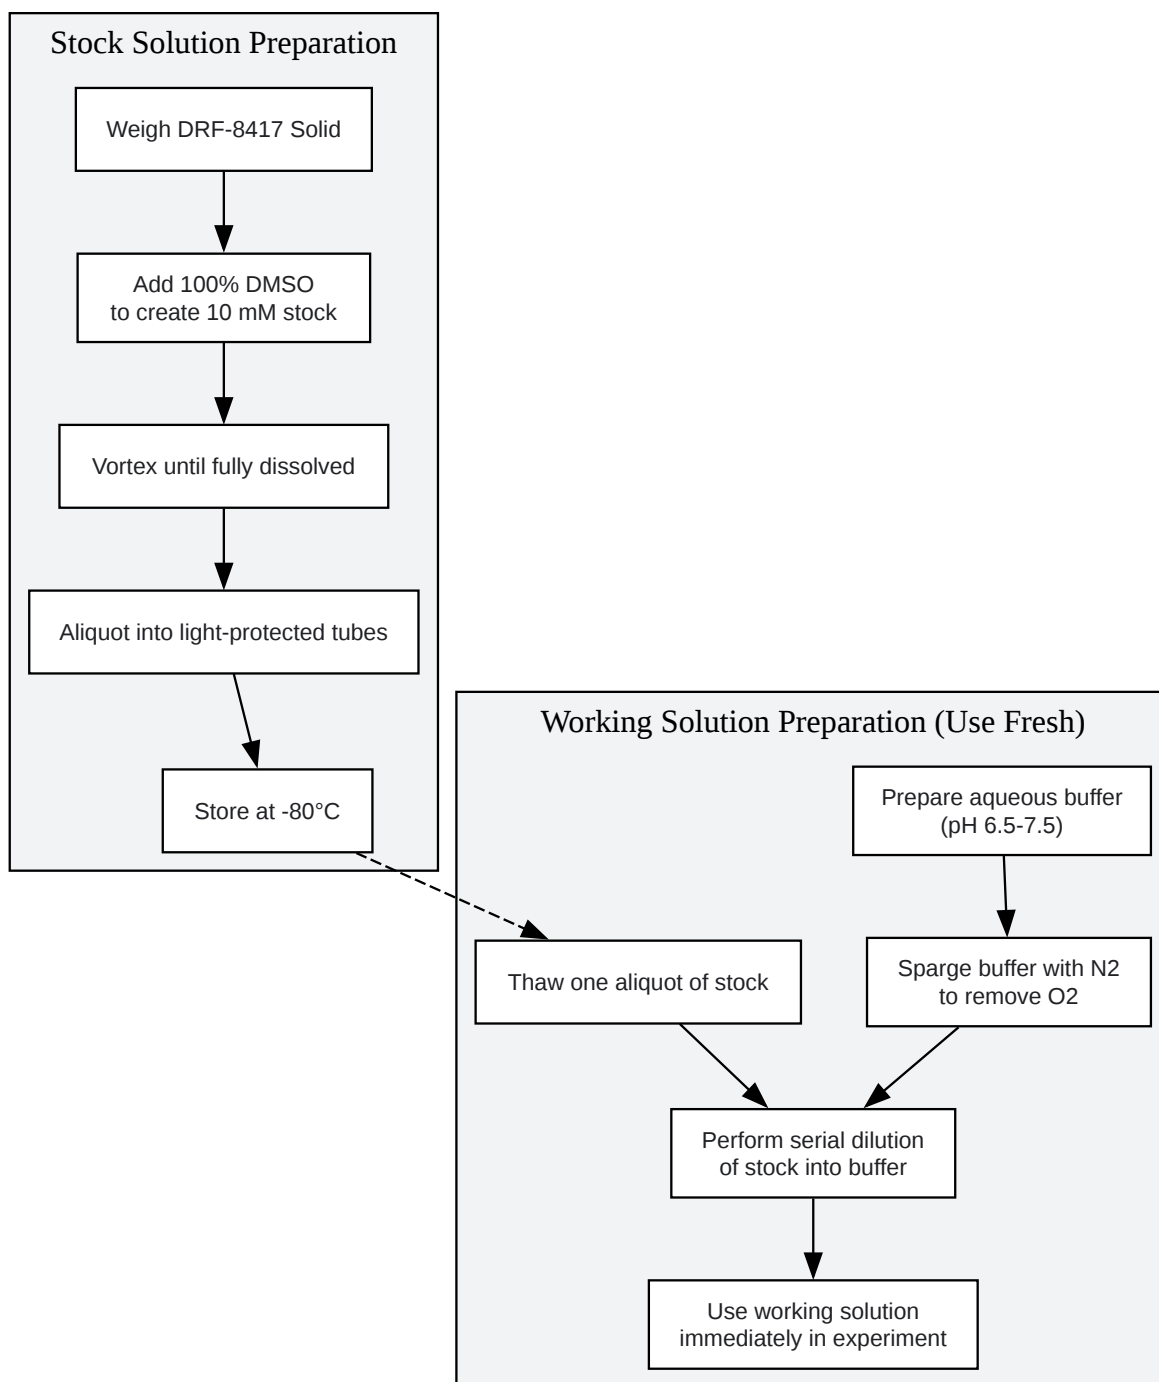 Stock Solution Preparation
Weigh DRF-8417 Solid
Add 100% DMSO
to create 10 mM stock
Vortex until fully dissolved
Aliquot into light-protected tubes
Store at -80°C
Working Solution Preparation (Use Fresh)
Prepare aqueous buffer
(pH 6.5-7.5)
Thaw one aliquot of stock
Sparge buffer with N2
to remove O2
Perform serial dilution
of stock into buffer
Use working solution
immediately in experiment